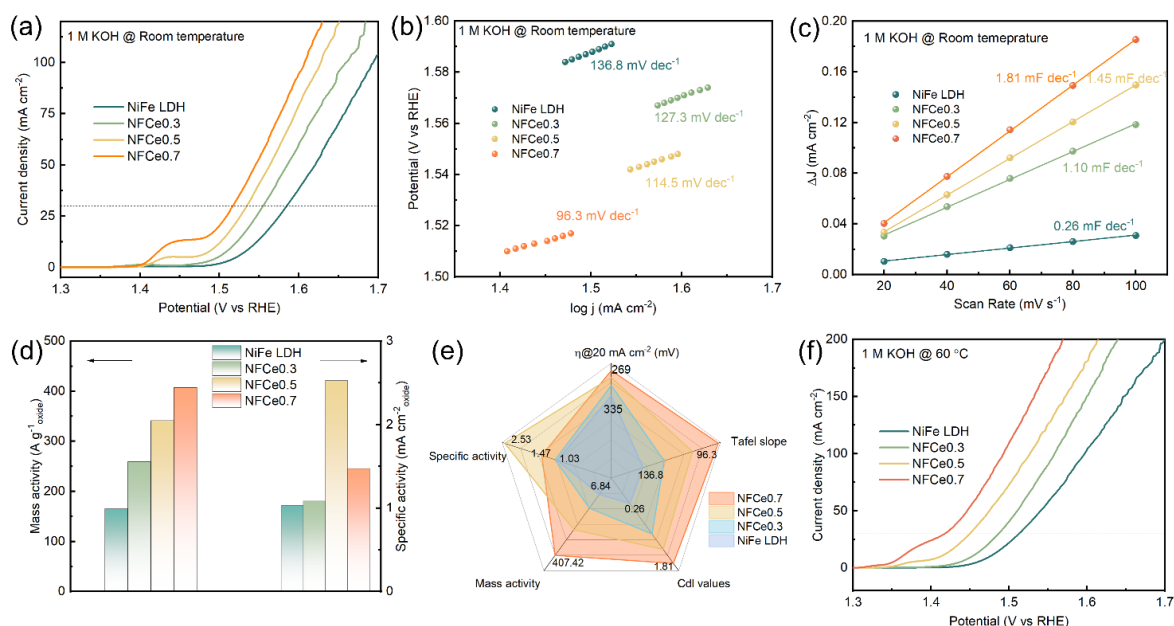 (a)
1 M KOH @ Room temperature
NiFe LDH
NFCe0.3
NFCe0.5
NFCe0.7
Current density (mA cm⁻²)
100
75
50
25
0
1.3 1.4 1.5 1.6 1.7
Potential (V vs RHE)
(b)
1 M KOH @ Room temperature
136.8 mV dec⁻¹
127.3 mV dec⁻¹
114.5 mV dec⁻¹
96.3 mV dec⁻¹
NiFe LDH
NFCe0.3
NFCe0.5
NFCe0.7
Potential (V vs RHE)
1.58
1.56
1.54
1.52
1.50
1.40 1.50 1.60 1.70
log j (mA cm⁻²)
(c)
1 M KOH @ Room temeprature
1.81 mF dec⁻¹
1.45 mF dec⁻¹
1.10 mF dec⁻¹
0.26 mF dec⁻¹
NiFe LDH
NFCe0.3
NFCe0.5
NFCe0.7
ΔJ (mA cm⁻²)
0.20
0.16
0.12
0.08
0.04
0.00
20 40 60 80 100
Scan Rate (mV s⁻¹)
(d)
NiFe LDH
NFCe0.3
NFCe0.5
NFCe0.7
Mass activity (A g⁻¹oxide)
500
400
300
200
100
0
3
2
1
0
Specific activity (mA cm⁻²oxide)
(e)
η@20 mA cm⁻² (mV)
269
335
Tafel slope
96.3
136.8
Cdl values
1.81
0.26
Mass activity
407.42
6.84
Specific activity
2.53
1.47
1.03
NFCe0.7
NFCe0.5
NFCe0.3
NiFe LDH
(f)
1 M KOH @ 60 °C
NiFe LDH
NFCe0.3
NFCe0.5
NFCe0.7
Current density (mA cm⁻²)
200
150
100
50
0
1.3 1.4 1.5 1.6 1.7
Potential (V vs RHE)